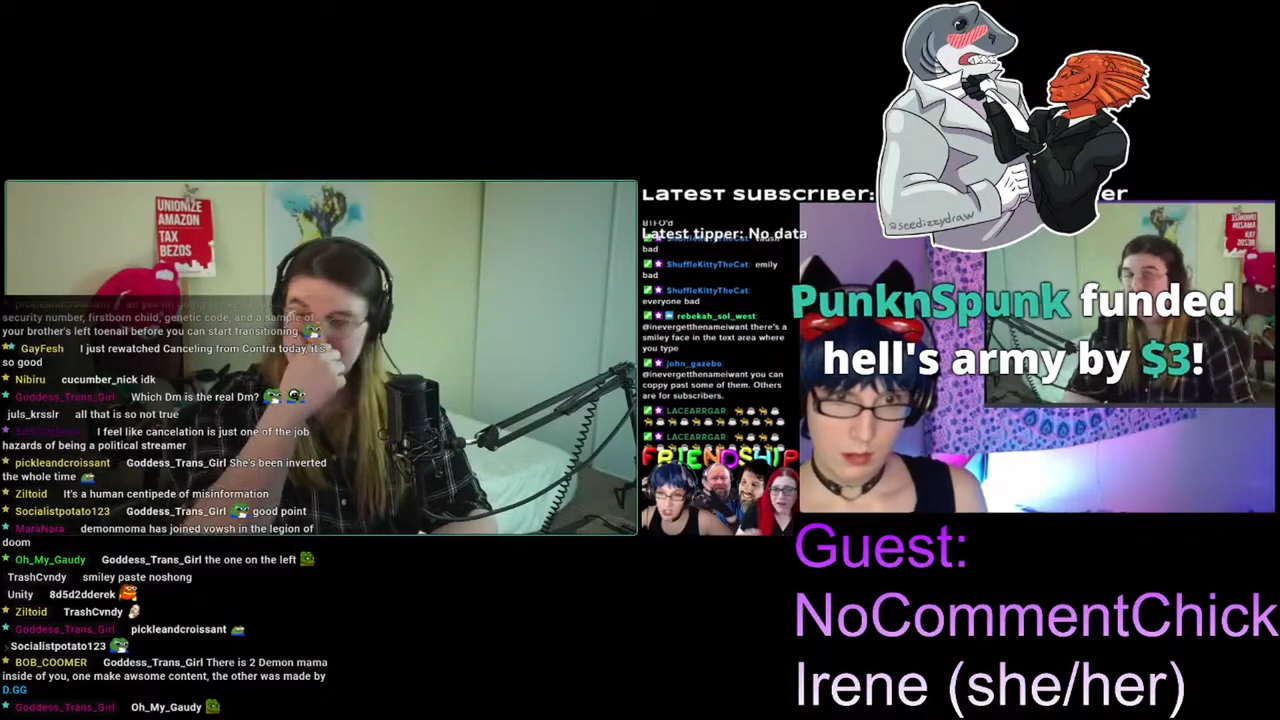 UNIONIZE
AMAZON
TAX
BEZOS
security number, firstborn child, genetic code, and a sample of
your brother's left toenail before you can start transitioning
GayFesh I just rewatched Canceling from Contra today, it's
so good
Nibiru cucumber_nick idk
Goddess_Trans_Girl Which Dm is the real Dm?
juls_krsslr all that is so not true
I feel like cancelation is just one of the job
hazards of being a political streamer
pickleandcroissant Goddess_Trans_Girl She's been inverted
the whole time
Ziltoid It's a human centipede of misinformation
Socialistpotato123 Goddess_Trans_Girl good point
MaraNara demonmoma has joined vowsh in the legion of
doom
Oh_My_Gaudy Goddess_Trans_Girl the one on the left
TrashCvndy smiley paste noshong
Unity 8d5d2dderek
Ziltoid TrashCvndy
Goddess_Trans_Girl pickleandcroissant
Socialistpotato123
BOB_COOMER Goddess_Trans_Girl There is 2 Demon mama
inside of you, one make awsome content, the other was made by
D.GG
Goddess_Trans_Girl Oh_My_Gaudy
Latest subscriber:
Latest tipper: No data
bad
ShuffleKittyTheCat: emily
bad
ShuffleKittyTheCat:
everyone bad
rebekah_sol_west:
@inevergetthenameiwant there's a
smiley face in the text area where
you type
john_gazebo:
@inevergetthenameiwant you can
coppy past some of them. Others
are for subscribers.
LACEARRGAR:
LACEARRGAR:
FRIENDSHIP
@seedizzydraw
PunknSpunk funded
hell's army by $3!
Guest:
NoCommentChick
Irene (she/her)